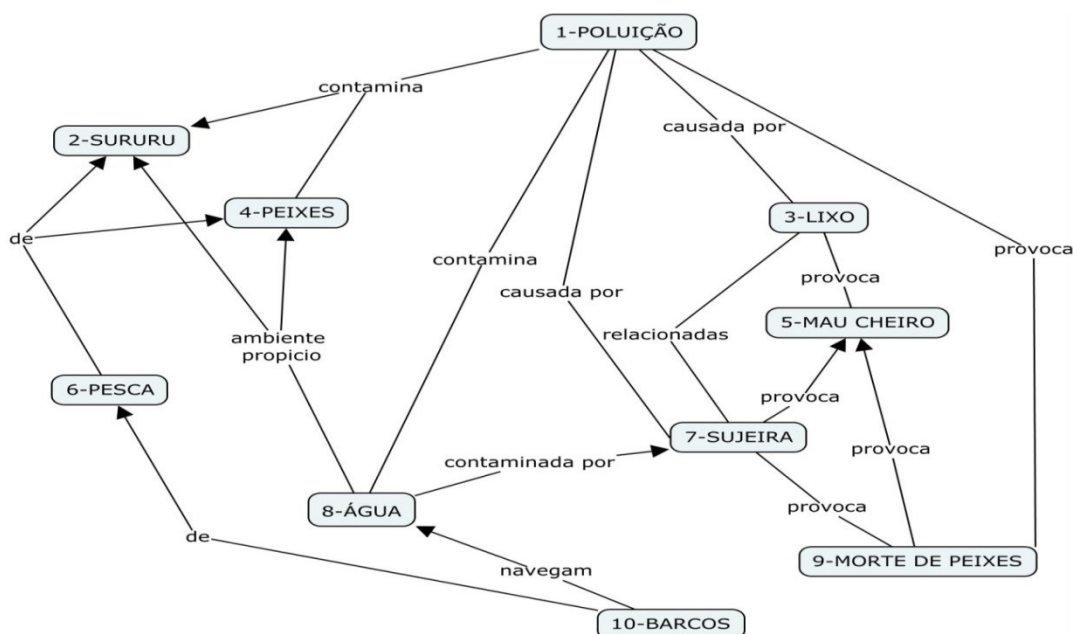 1-POLUIÇÃO
contamina
2-SURURU
causada por
4-PEIXES
3-LIXO
de
contamina
provoca
provoca
causada por
5-MAU CHEIRO
ambiente
propicio
relacionadas
6-PESCA
provoca
7-SUJEIRA
contaminada por
provoca
8-ÁGUA
provoca
de
9-MORTE DE PEIXES
navegam
10-BARCOS